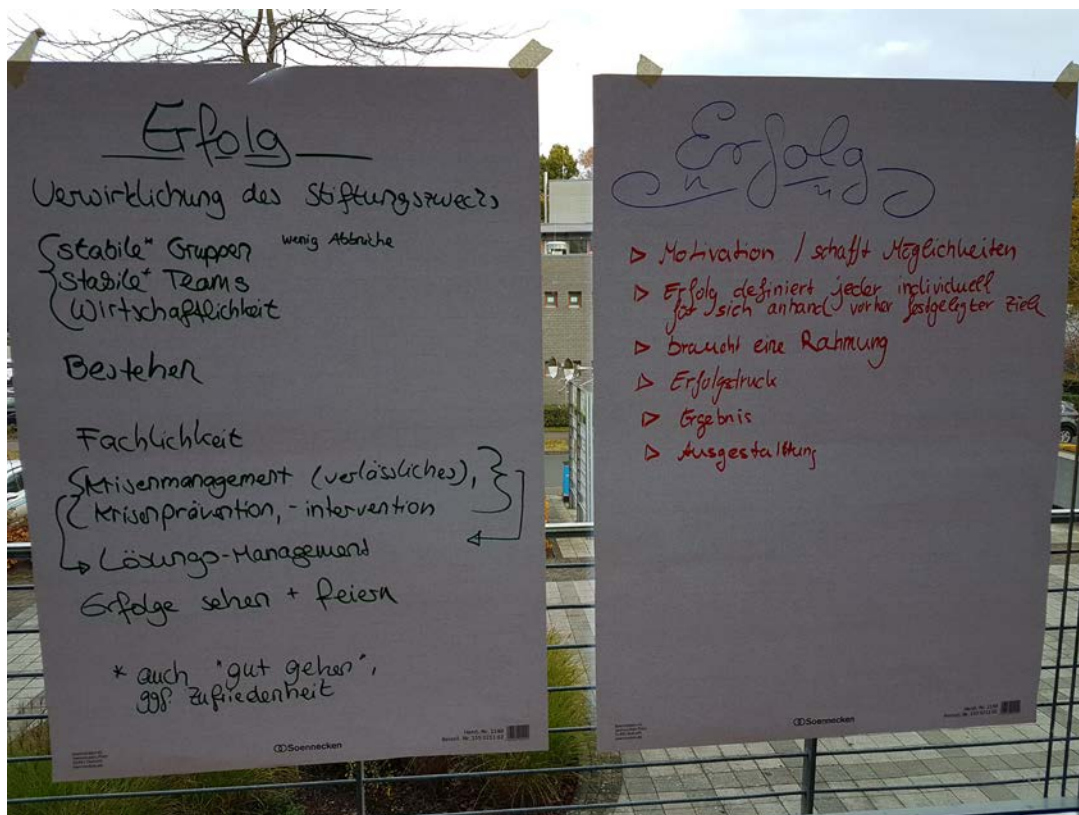 Erfolg
Verwirklichung des Stiftungszwecks
stabile* Gruppen wenig Abbrüche
stabile* Teams
Wirtschaftlichkeit
Bestehen
Fachlichkeit
Krisenmanagement (verlässliches),
Krisenprävention, - intervention
Lösungs-Management
Erfolge sehen + feiern
* auch "gut gehen",
ggf. Zufriedenheit
Soennecken
Erfolg
Motivation / schafft Möglichkeiten
Erfolg definiert jeder individuell
für sich anhand vorher festgelegter Ziele
braucht eine Rahmung
Erfolgsdruck
Ergebnis
Ausgestaltung
Soennecken